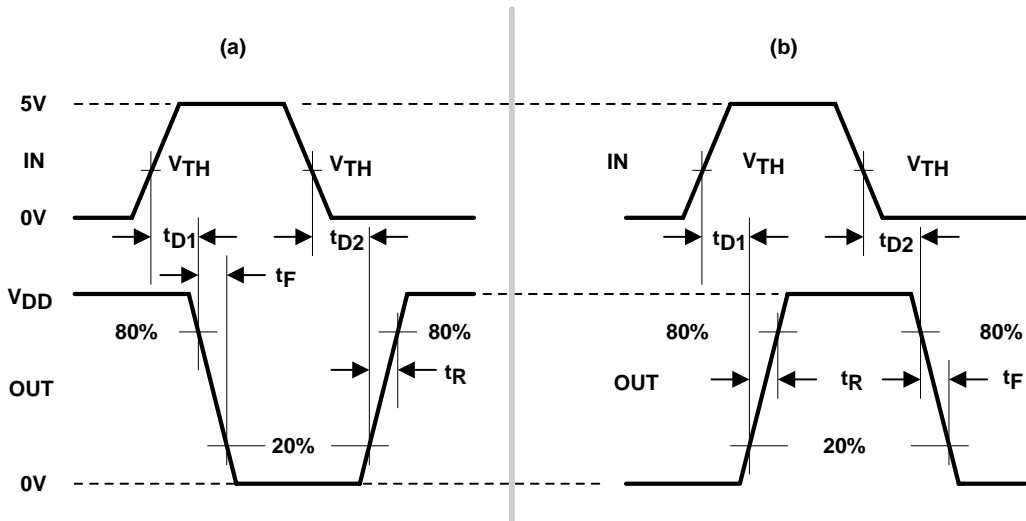 (a) (b)
5V
IN VTH VTH IN VTH VTH
0V
tD1 tD2 tD1 tD2
tF
VDD
80% 80% 80% 80%
tR
OUT OUT tR tF
20% 20%
0V